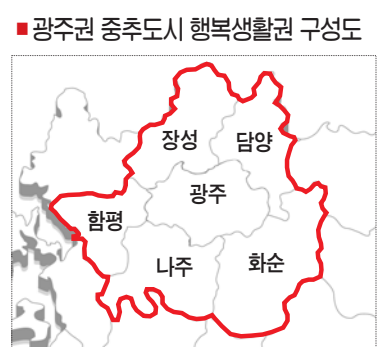 ■ 광주권 중추도시 행복생활권 구성도
장성 담양
광주
함평
나주 화순